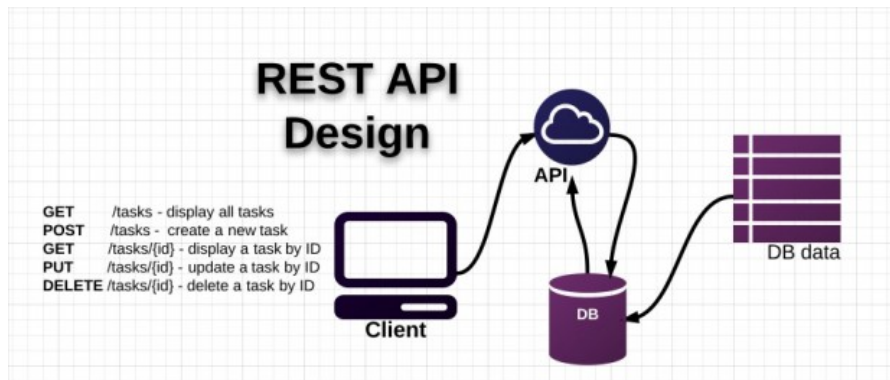 REST API
Design
API
GET /tasks - display all tasks
POST /tasks - create a new task
GET /tasks/{id} - display a task by ID
PUT /tasks/{id} - update a task by ID
DELETE /tasks/{id} - delete a task by ID
Client
DB
DB data